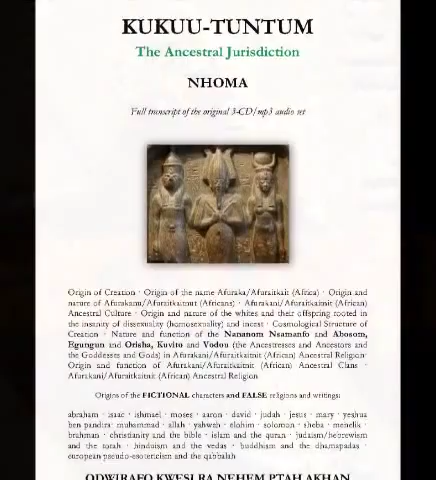 KUKUU-TUNTUM
The Ancestral Jurisdiction
NHOMA
Full transcript of the original 3-CD/mp3 audio set
Origin of Creation · Origin of the name Afuraka/Afuraitkait (Africa) · Origin and
nature of Afurakanu/Afuraitkaitnut (Africans) · Afurakani/Afuraitkaitnit (African)
Ancestral Culture · Origin and nature of the whites and their offspring rooted in
the insanity of dissexuality (homosexuality) and incest · Cosmological Structure of
Creation · Nature and function of the Nananom Nsamanfo and Abosom,
Egungun and Orisha, Kuvito and Vodou (the Ancestresses and Ancestors and
the Goddesses and Gods) in Afurakani/Afuraitkaitnit (African) Ancestral Religion·
Origin and function of Afurakani/Afuraitkaitnit (African) Ancestral Clans ·
Afurakani/Afuraitkaitnit (African) Ancestral Religion
Origins of the FICTIONAL characters and FALSE religions and writings:
abraham · isaac · ishmael · moses · aaron · david · judah · jesus · mary · yeshua
ben pandira · muhammad · allah · yahweh · elohim · solomon · sheba · menelik ·
brahman · christianity and the bible · islam and the quran · judaism/hebrewism
and the torah · hinduism and the vedas · buddhism and the dhamapadas ·
european pseudo-esotericism and the qabbalah
ODWIRAFO KWESI RA NEHEM PTAH AKHAN